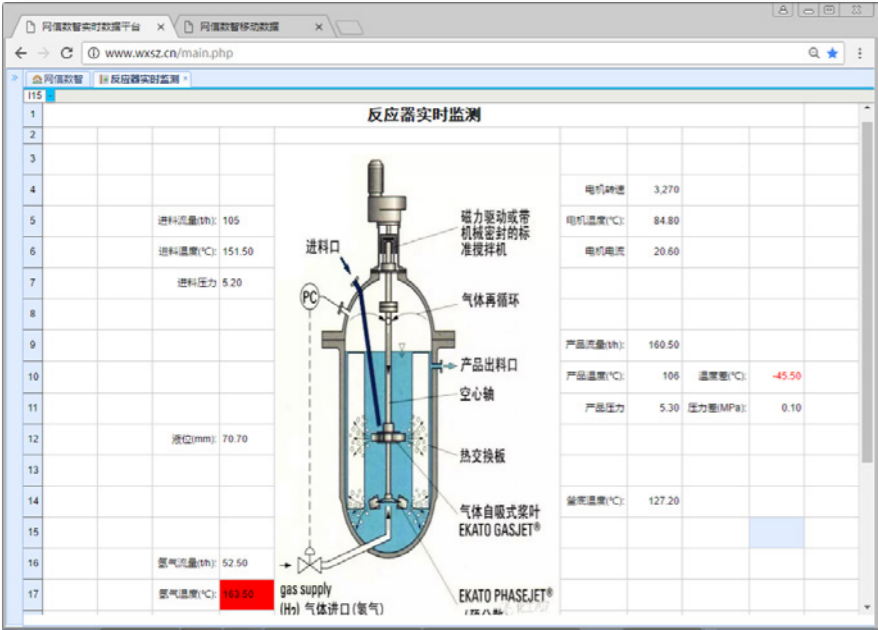 网信数智实时数据平台
网信数智移动数据
www.wxsz.cn/main.php
网信数智
反应器实时监测
I15
1
反应器实时监测
2
3
4
电机转速 3,270
5
进料流量(t/h): 105
磁力驱动或带
机械密封的标
准搅拌机
电机温度(℃): 84.80
6
进料温度(℃): 151.50
进料口
电机电流 20.60
7
进料压力 5.20
PC
气体再循环
8
9
产品流量(t/h): 160.50
10
产品出料口
产品温度(℃): 106 温度差(℃): -45.50
11
空心轴
产品压力 5.30 压力差(MPa): 0.10
12
液位(mm): 70.70
热交换板
13
14
气体自吸式桨叶
EKATO GASJET®
釜底温度(℃): 127.20
15
16
氢气流量(t/h): 52.50
17
氢气温度(℃): 163.50
gas supply
(H₂) 气体进口(氢气)
EKATO PHASEJET®